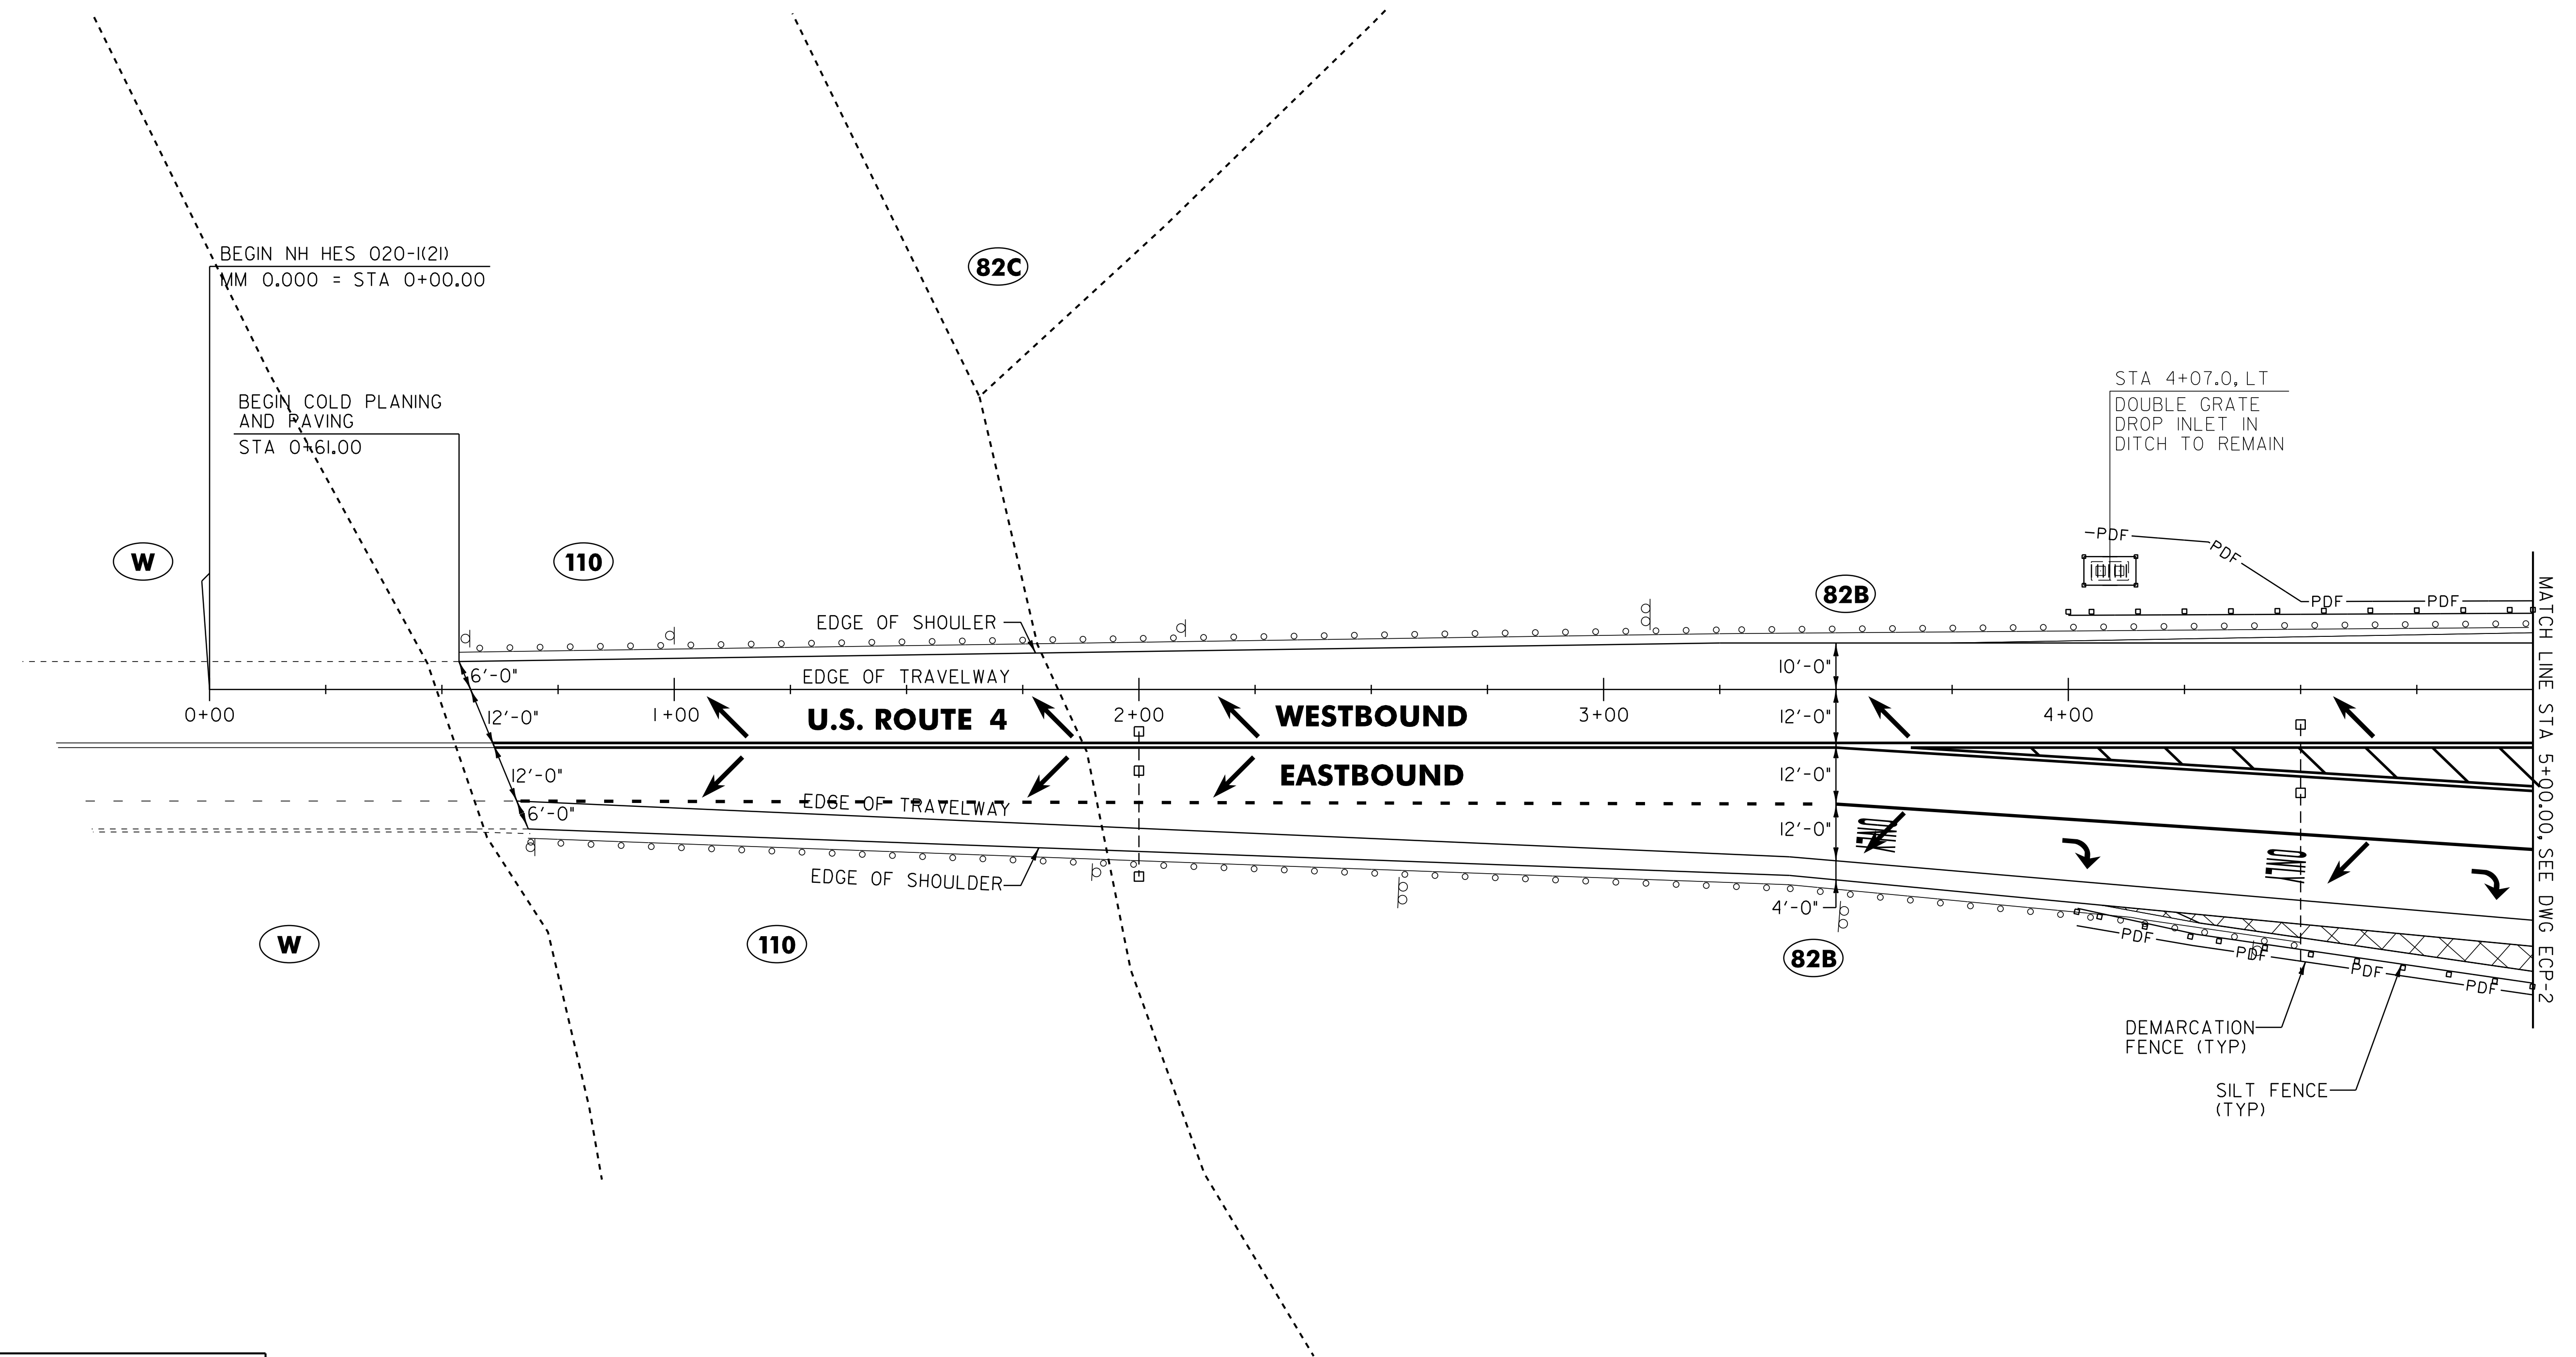 BEGIN NH HES 020-1(21)
MM 0.000 = STA 0+00.00
82C
BEGIN COLD PLANING
AND PAVING
STA 0+61.00
STA 4+07.0, LT
DOUBLE GRATE
DROP INLET IN
DITCH TO REMAIN
W
110
82B
PDF
PDF
PDF
PDF
EDGE OF SHOULER
EDGE OF TRAVELWAY
6'-0"
10'-0"
0+00
12'-0"
1+00
U.S. ROUTE 4
2+00
WESTBOUND
3+00
12'-0"
4+00
12'-0"
EASTBOUND
12'-0"
EDGE OF TRAVELWAY
6'-0"
12'-0"
ONLY
ONLY
EDGE OF SHOULDER
4'-0"
W
110
82B
PDF
PDF
PDF
PDF
DEMARCATION
FENCE (TYP)
SILT FENCE
(TYP)
MATCH LINE STA 5+00.00, SEE DWG ECP-2